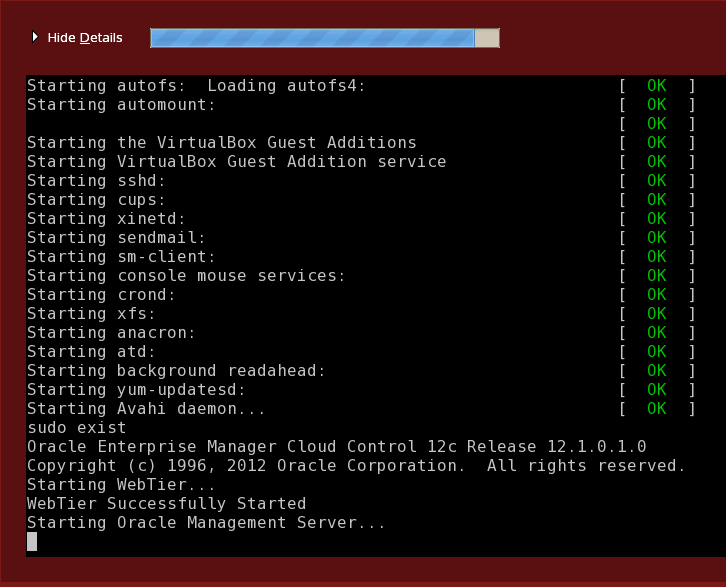 Hide Details
Starting autofs:  Loading autofs4:                         [  OK  ]
Starting automount:                                        [  OK  ]
                                                           [  OK  ]
Starting the VirtualBox Guest Additions                    [  OK  ]
Starting VirtualBox Guest Addition service                 [  OK  ]
Starting sshd:                                             [  OK  ]
Starting cups:                                             [  OK  ]
Starting xinetd:                                           [  OK  ]
Starting sendmail:                                         [  OK  ]
Starting sm-client:                                        [  OK  ]
Starting console mouse services:                           [  OK  ]
Starting crond:                                            [  OK  ]
Starting xfs:                                              [  OK  ]
Starting anacron:                                          [  OK  ]
Starting atd:                                              [  OK  ]
Starting background readahead:                             [  OK  ]
Starting yum-updatesd:                                     [  OK  ]
Starting Avahi daemon...                                   [  OK  ]
sudo exist
Oracle Enterprise Manager Cloud Control 12c Release 12.1.0.1.0
Copyright (c) 1996, 2012 Oracle Corporation.  All rights reserved.
Starting WebTier...
WebTier Successfully Started
Starting Oracle Management Server...